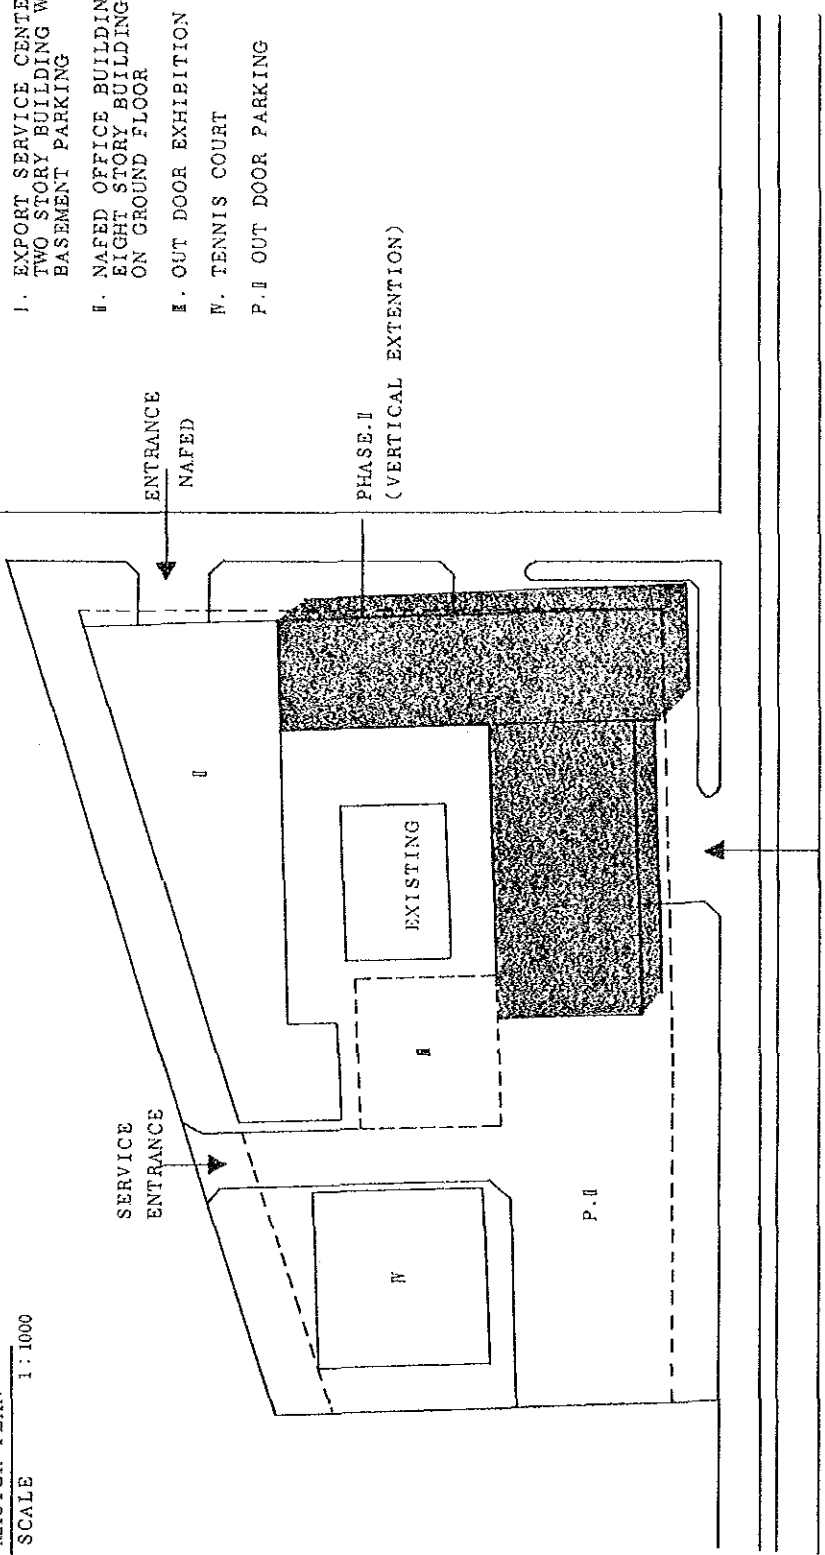 SCALE 1:1000
I. EXPORT SERVICE CENTE
TWO STORY BUILDING W
BASEMENT PARKING
II. NAFED OFFICE BUILDIN
EIGHT STORY BUILDING
ON GROUND FLOOR
III. OUT DOOR EXHIBITION
IV. TENNIS COURT
P.II OUT DOOR PARKING
ENTRANCE
NAFED
PHASE.II
(VERTICAL EXTENTION)
SERVICE
ENTRANCE
II
EXISTING
III
IV
P.II